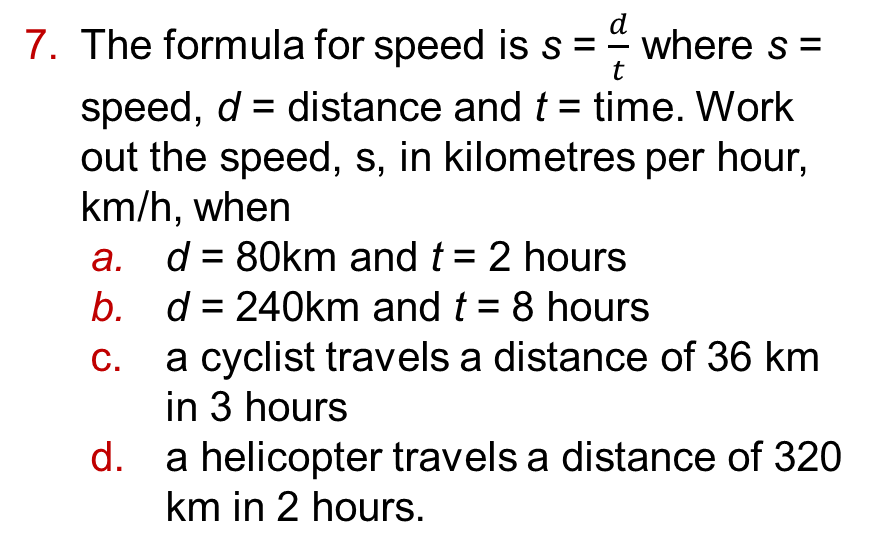 7. The formula for speed is s = d/t where s =
speed, d = distance and t = time. Work
out the speed, s, in kilometres per hour,
km/h, when
a. d = 80km and t = 2 hours
b. d = 240km and t = 8 hours
c. a cyclist travels a distance of 36 km
in 3 hours
d. a helicopter travels a distance of 320
km in 2 hours.